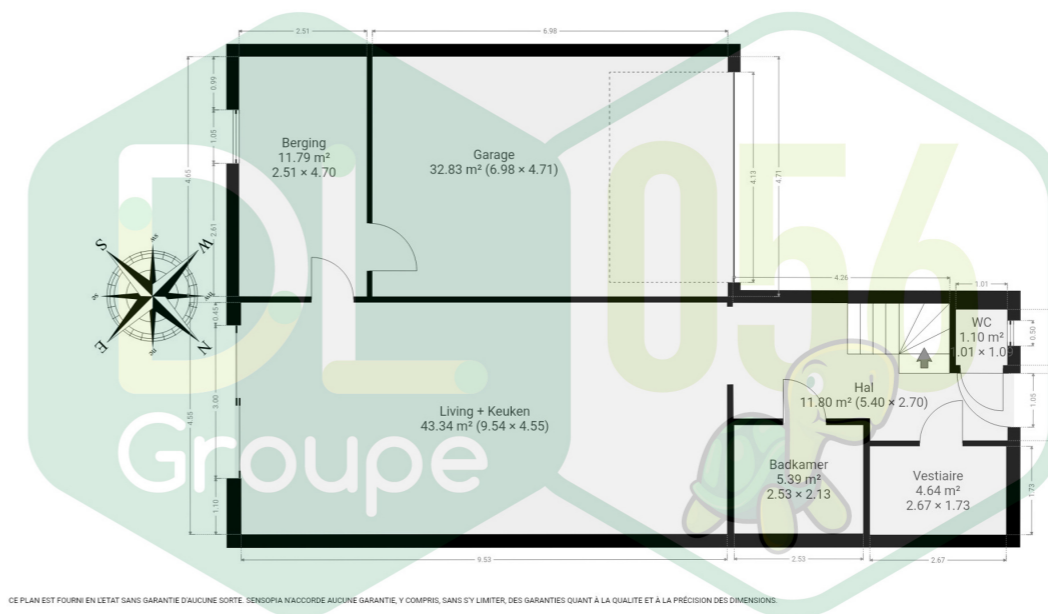 2.51
6.98
0.99
1.05
4.65
2.61
Berging
11.79 m²
2.51 × 4.70
Garage
32.83 m² (6.98 × 4.71)
4.13
4.71
056
DL
S
W
E
N
4.26
1.01
0.45
WC
1.10 m²
1.01 × 1.09
0.50
Hal
11.80 m² (5.40 × 2.70)
1.05
3.00
4.55
Living + Keuken
43.34 m² (9.54 × 4.55)
Groupe
Badkamer
5.39 m²
2.53 × 2.13
Vestiaire
4.64 m²
2.67 × 1.73
1.73
1.10
9.53
2.53
2.67
CE PLAN EST FOURNI EN L'ETAT SANS GARANTIE D'AUCUNE SORTE. SENSOPIA N'ACCORDE AUCUNE GARANTIE, Y COMPRIS, SANS S'Y LIMITER, DES GARANTIES QUANT À LA QUALITE ET À LA PRÉCISION DES DIMENSIONS.